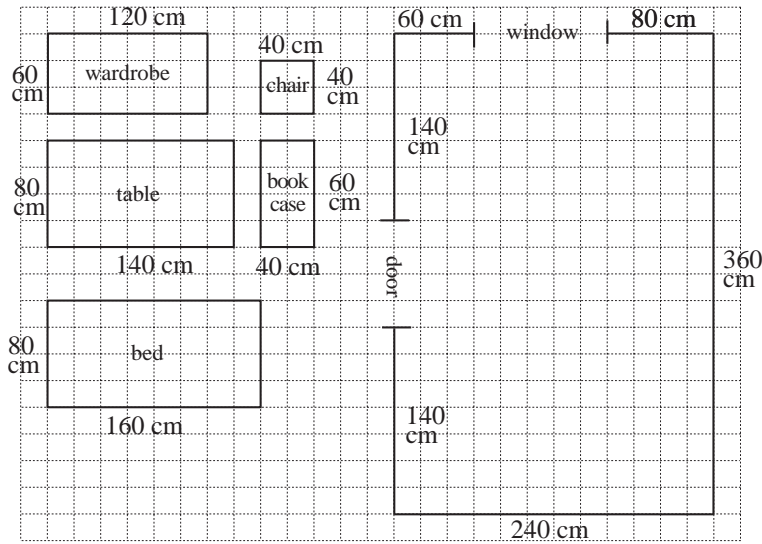 120 cm
60 cm
window
80 cm
40 cm
60
cm
wardrobe
chair
40
cm
140
cm
80
cm
table
book
case
60
cm
140 cm
40 cm
door
360
cm
80
cm
bed
160 cm
140
cm
240 cm